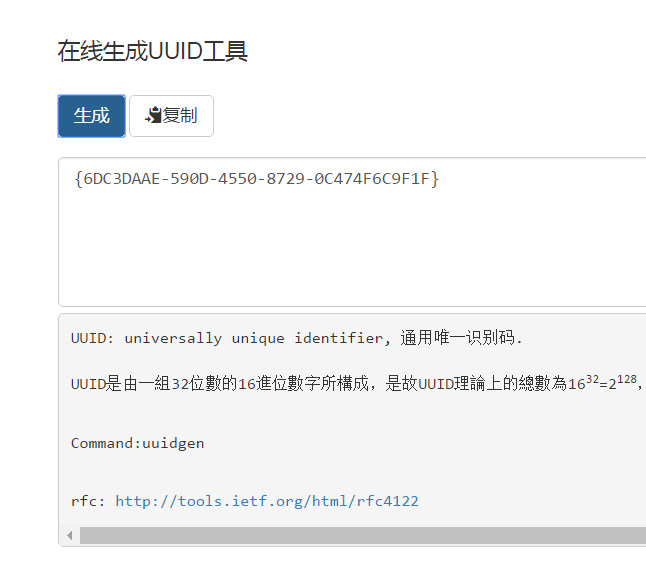 在线生成UUID工具
生成 复制
{6DC3DAAE-590D-4550-8729-0C474F6C9F1F}
UUID: universally unique identifier, 通用唯一识别码.
UUID是由一組32位數的16進位數字所構成，是故UUID理論上的總數為16^32=2^128,
Command:uuidgen
rfc: http://tools.ietf.org/html/rfc4122